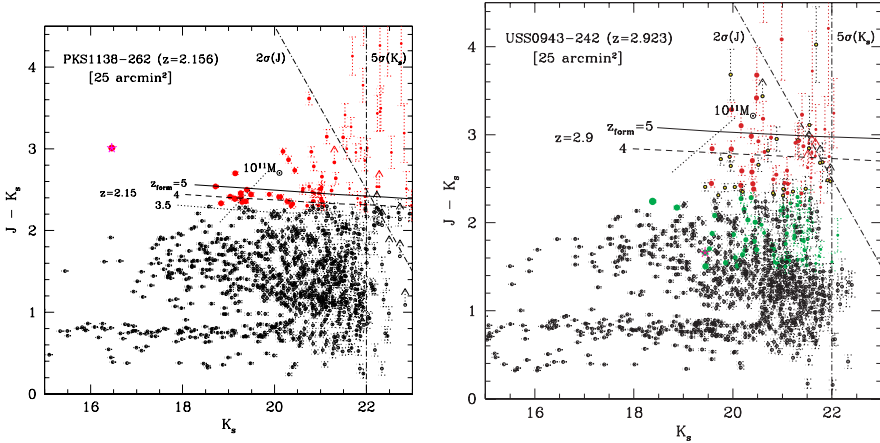 PKS1138−262 (z=2.156)
[25 arcmin²]
2σ(J)
5σ(Kₛ)
10¹¹M⊙
z_form=5
4
3.5
z=2.15
J − Kₛ
4
3
2
1
0
16
18
20
22
Kₛ
USS0943−242 (z=2.923)
[25 arcmin²]
2σ(J)
5σ(Kₛ)
10¹¹M⊙
z_form=5
4
z=2.9
J − Kₛ
4
3
2
1
0
16
18
20
22
Kₛ